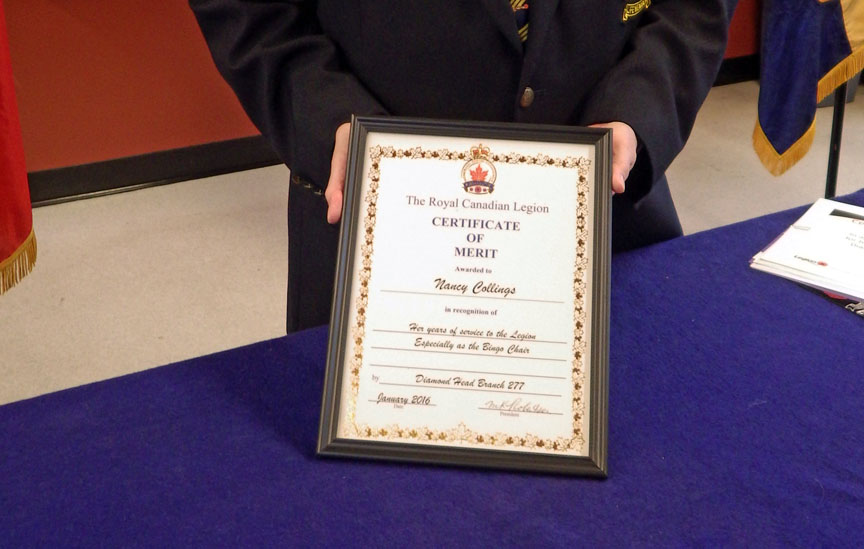 The Royal Canadian Legion
CERTIFICATE
OF
MERIT
Awarded to
Nancy Collings
in recognition of
Her years of service to the Legion
Especially as the Bingo Chair
by Diamond Head Branch 277
January 2016
Date
President